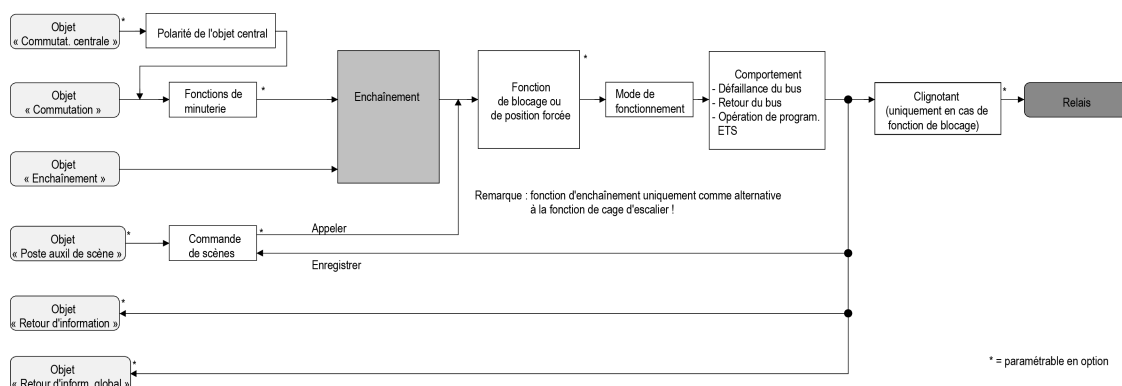 Objet
« Commutat. centrale »
*
Polarité de l'objet central
Objet
« Commutation »
Fonctions de
minuterie
*
Enchaînement
Fonction
de blocage ou
de position forcée
*
Mode de
fonctionnement
Comportement
- Défaillance du bus
- Retour du bus
- Opération de program.
ETS
Clignotant
(uniquement en cas de
fonction de blocage)
*
Relais
Objet
« Enchaînement »
Remarque : fonction d'enchaînement uniquement comme alternative
à la fonction de cage d'escalier !
Objet
« Poste auxil de scène »
*
Commande
de scènes
*
Appeler
Enregistrer
Objet
« Retour d'information »
*
Objet
« Retour d'inform. global »
*
* = paramétrable en option